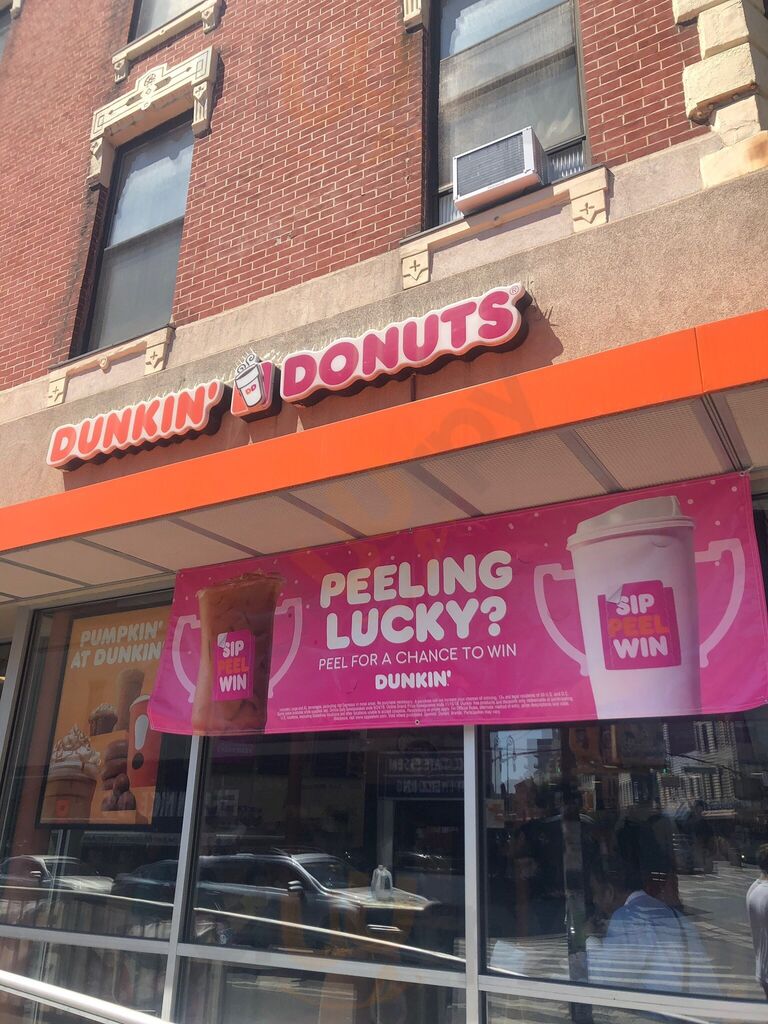 DUNKIN' DD DONUTS®
PUMPKIN'
AT DUNKIN'
PEELING
LUCKY?
PEEL FOR A CHANCE TO WIN
DUNKIN'
SIP
PEEL
WIN
SIP
PEEL
WIN